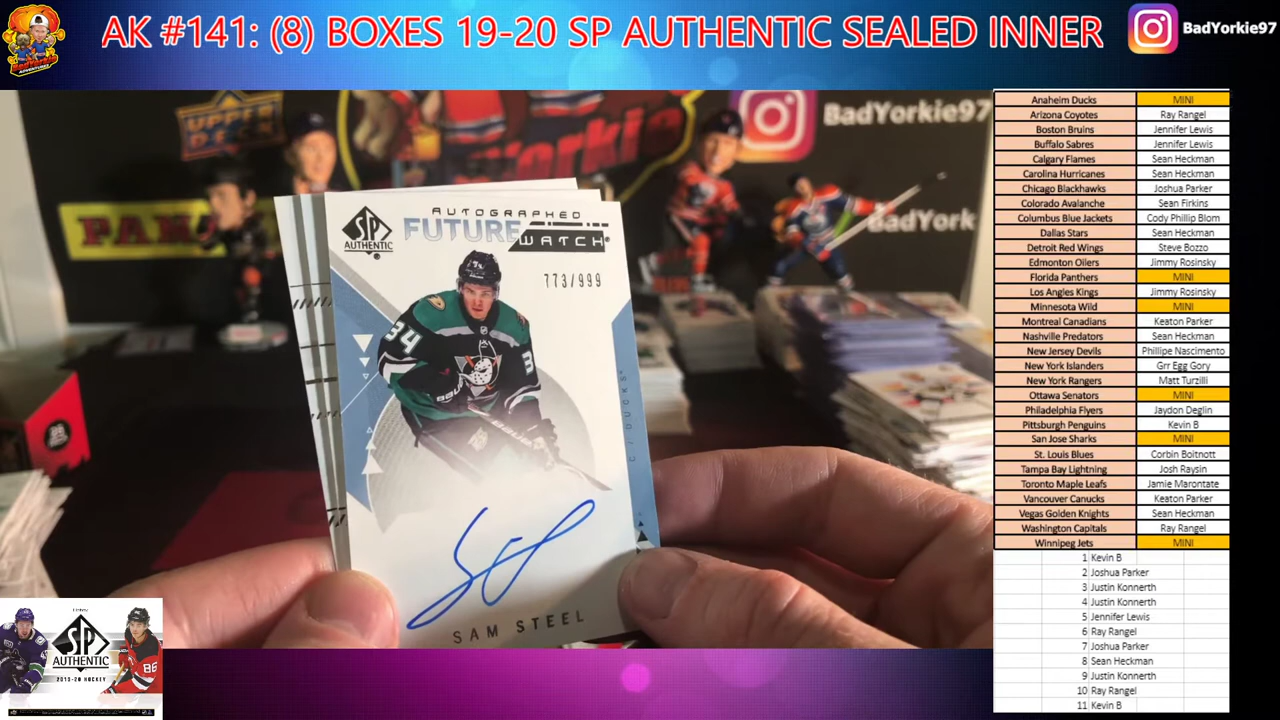 AK #141: (8) BOXES 19-20 SP AUTHENTIC SEALED INNER
BadYorkie97
UPPER DECK
BadYorkie97
BadYork
SP AUTHENTIC
AUTOGRAPHED
FUTURE
WATCH
773/999
34
DUCKS
SAM STEEL
SP AUTHENTIC
2019-20 HOCKEY
86
Anaheim Ducks MINI
Arizona Coyotes Ray Rangel
Boston Bruins Jennifer Lewis
Buffalo Sabres Jennifer Lewis
Calgary Flames Sean Heckman
Carolina Hurricanes Sean Heckman
Chicago Blackhawks Joshua Parker
Colorado Avalanche Sean Firkins
Columbus Blue Jackets Cody Phillip Blom
Dallas Stars Sean Heckman
Detroit Red Wings Steve Bozzo
Edmonton Oilers Jimmy Rosinsky
Florida Panthers MINI
Los Angles Kings Jimmy Rosinsky
Minnesota Wild MINI
Montreal Canadians Keaton Parker
Nashville Predators Sean Heckman
New Jersey Devils Phillipe Nascimento
New York Islanders Grr Egg Gory
New York Rangers Matt Turzilli
Ottawa Senators MINI
Philadelphia Flyers Jaydon Deglin
Pittsburgh Penguins Kevin B
San Jose Sharks MINI
St. Louis Blues Corbin Boitnott
Tampa Bay Lightning Josh Raysin
Toronto Maple Leafs Jamie Marontate
Vancouver Canucks Keaton Parker
Vegas Golden Knights Sean Heckman
Washington Capitals Ray Rangel
Winnipeg Jets MINI
1 Kevin B
2 Joshua Parker
3 Justin Konnerth
4 Justin Konnerth
5 Jennifer Lewis
6 Ray Rangel
7 Joshua Parker
8 Sean Heckman
9 Justin Konnerth
10 Ray Rangel
11 Kevin B